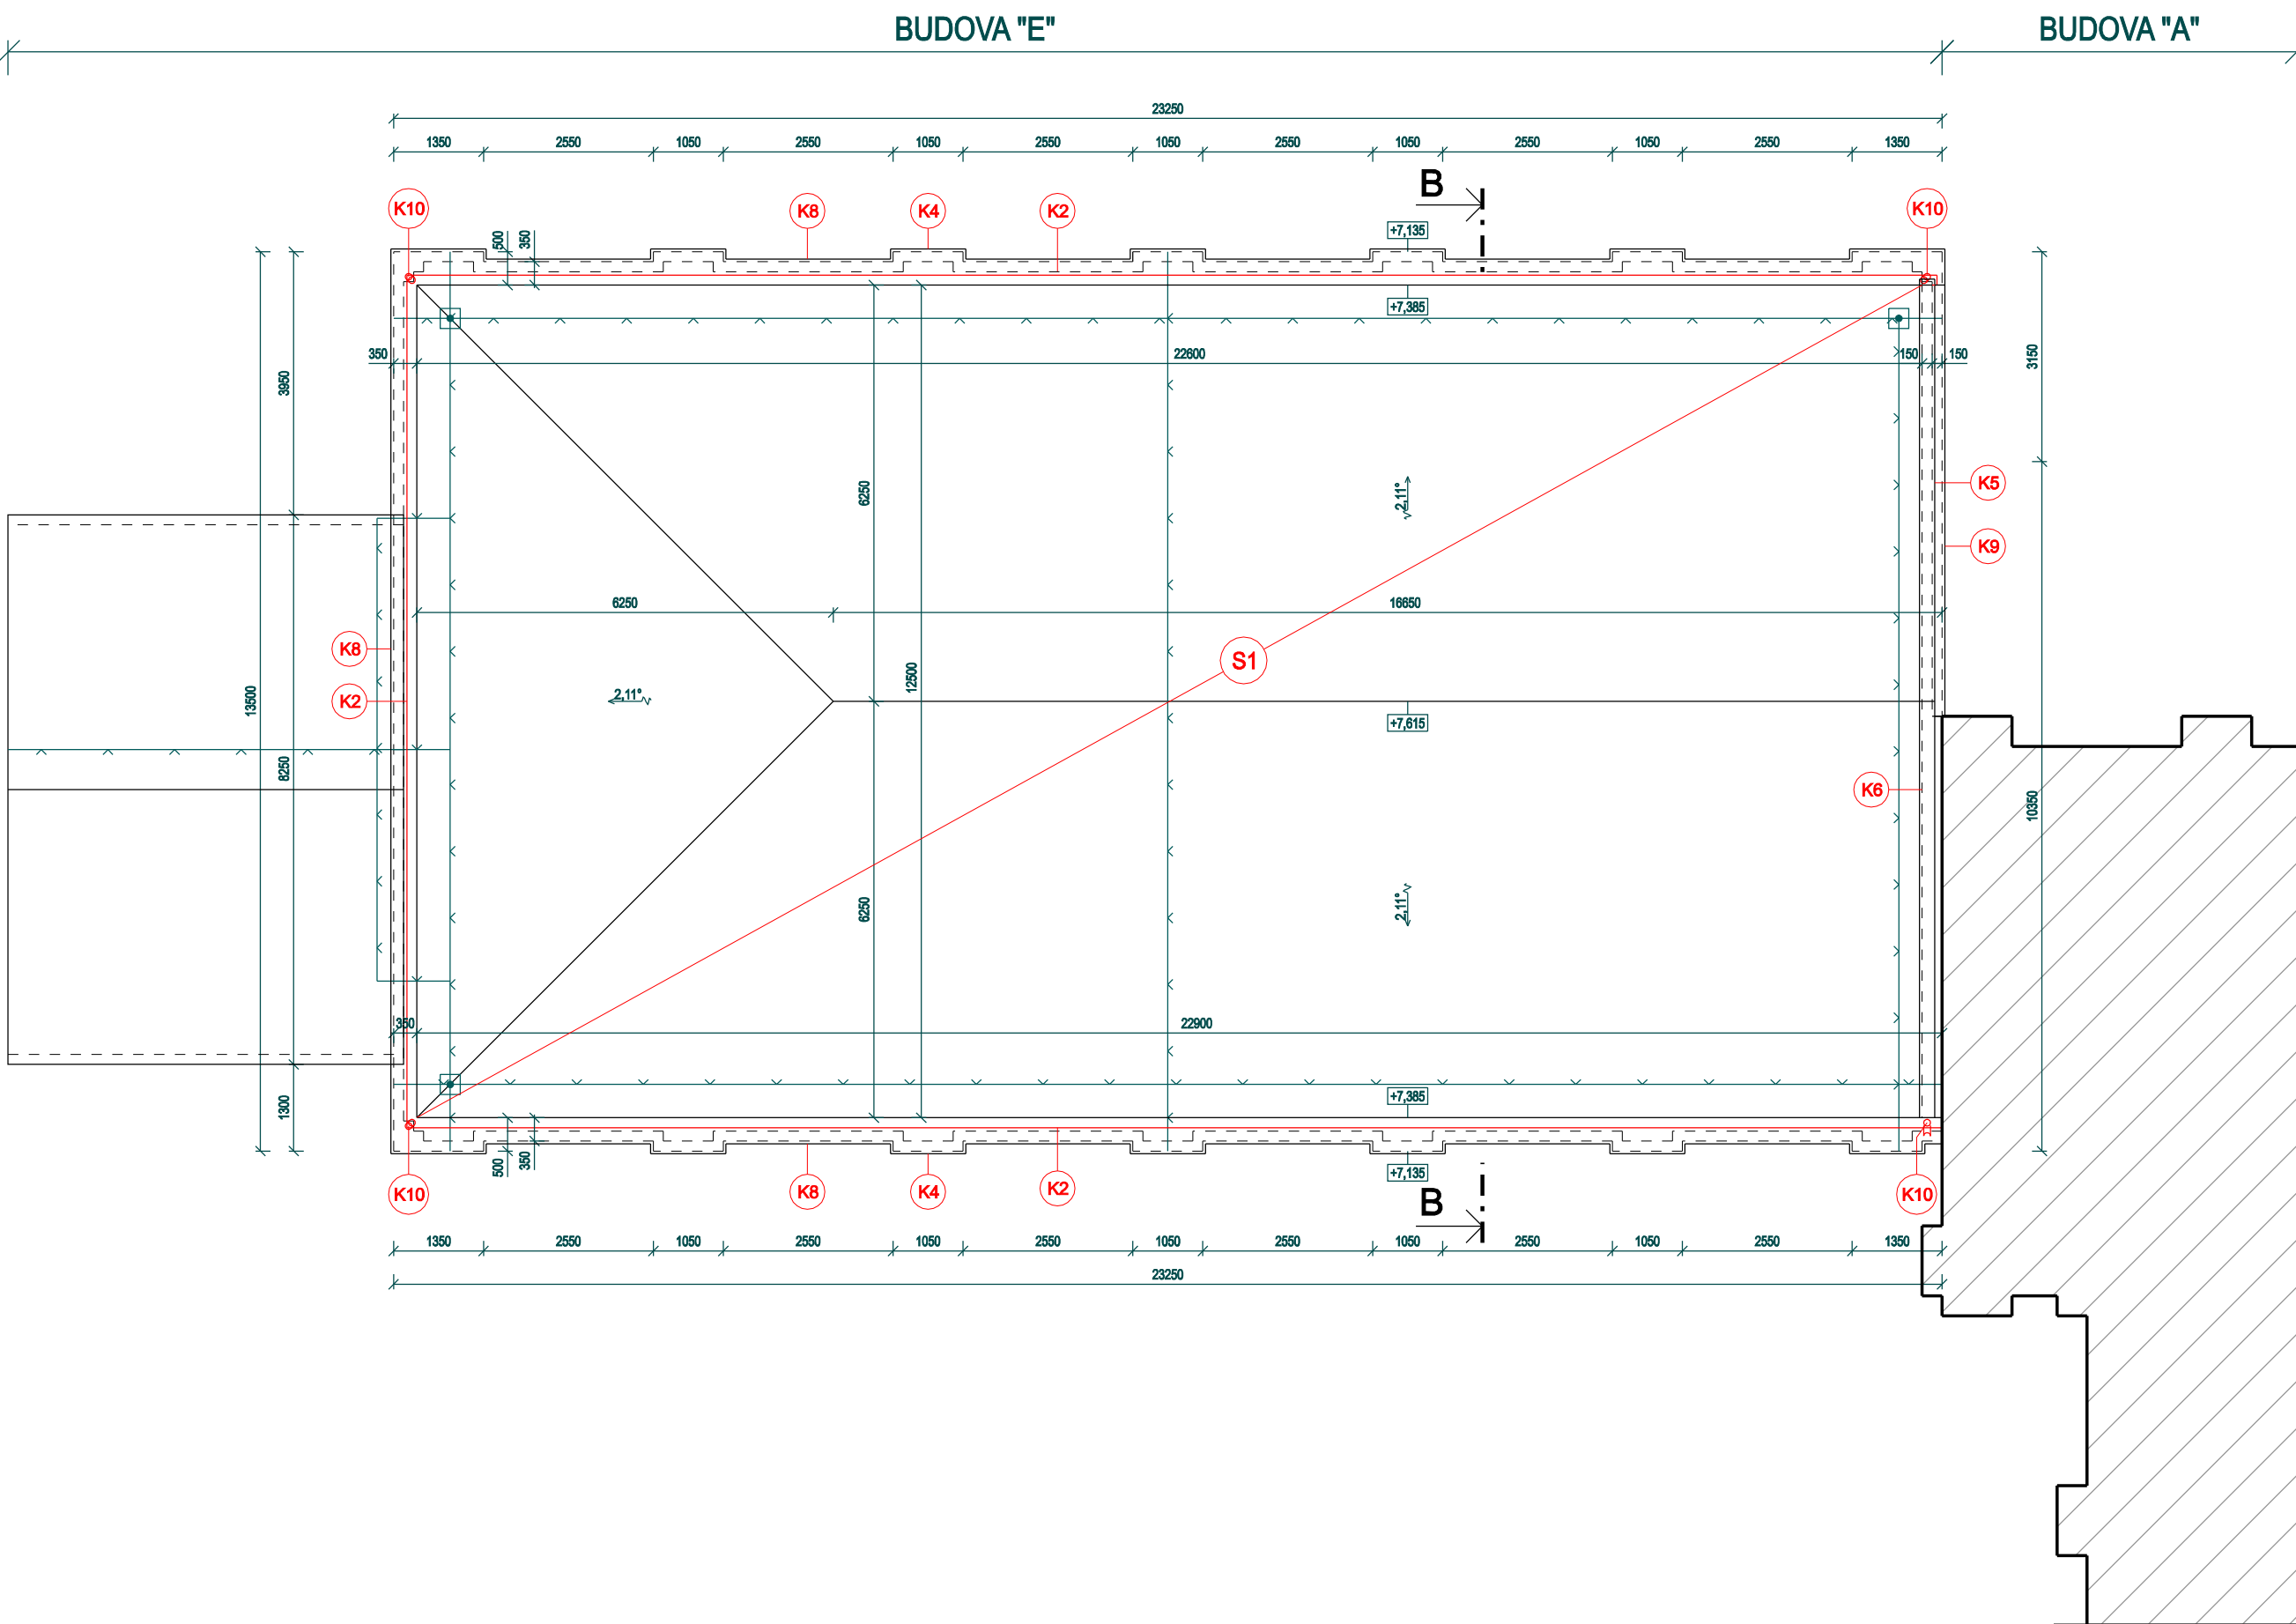 BUDOVA "E" BUDOVA "A"
23250
1350 2550 1050 2550 1050 2550 1050 2550 1050 2550 1050 2550 1350
B
K10 K8 K4 K2 K10
+7,135
500 350
+7,385
350 22600 150 150
3950 3150
6250 2,11°
K5
K9
6250 16650
K8 S1
13500 12500
K2 2,11°
+7,615
8250 K6 10350
6250 2,11°
350 22900
1300 +7,385
500 350
+7,135
K10 K8 K4 K2 B K10
1350 2550 1050 2550 1050 2550 1050 2550 1050 2550 1050 2550 1350
23250